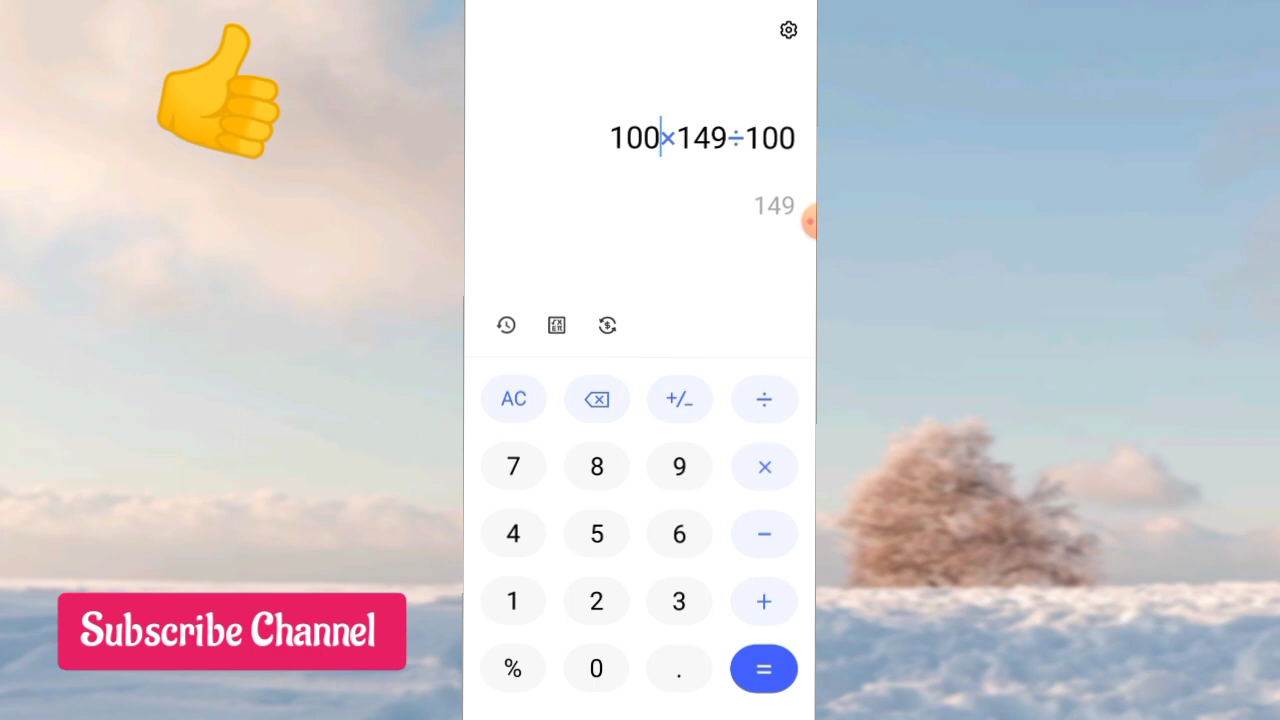 100×149÷100
149
AC +/− ÷
7 8 9 ×
4 5 6 −
1 2 3 +
% 0 . =
Subscribe Channel